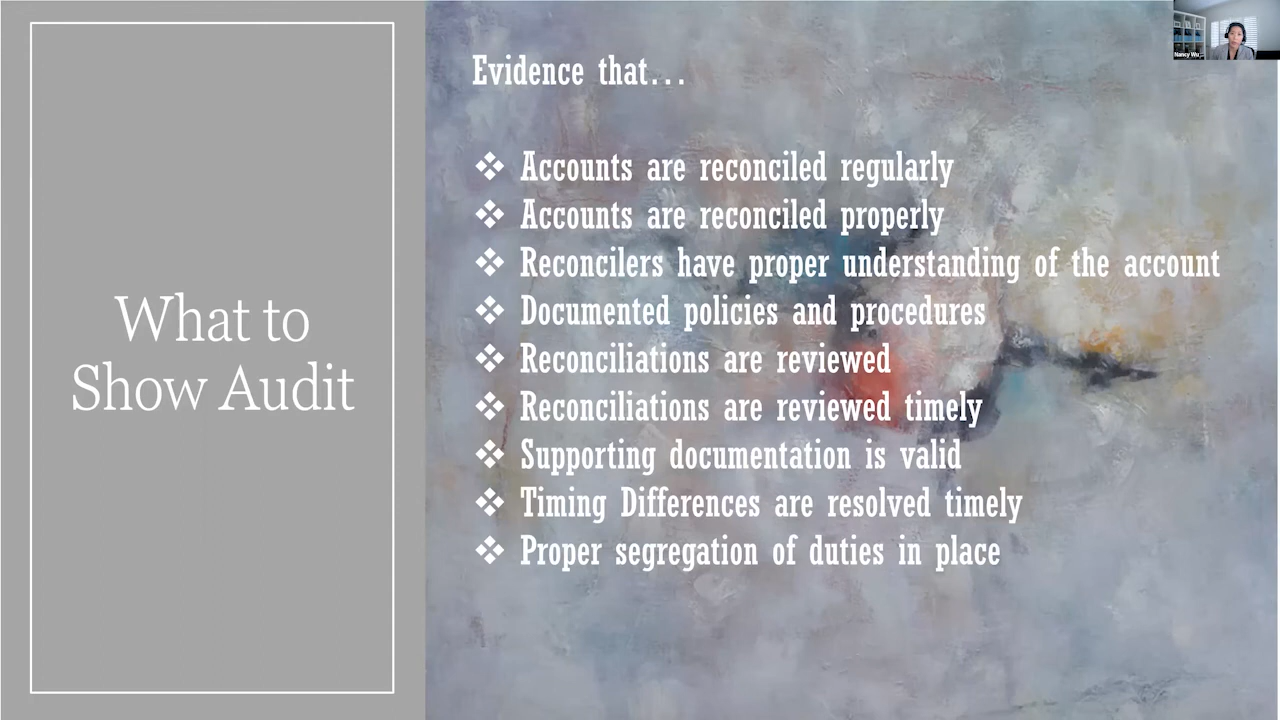 What to
Show Audit
Evidence that...
Accounts are reconciled regularly
Accounts are reconciled properly
Reconcilers have proper understanding of the account
Documented policies and procedures
Reconciliations are reviewed
Reconciliations are reviewed timely
Supporting documentation is valid
Timing Differences are resolved timely
Proper segregation of duties in place
Nancy Wu